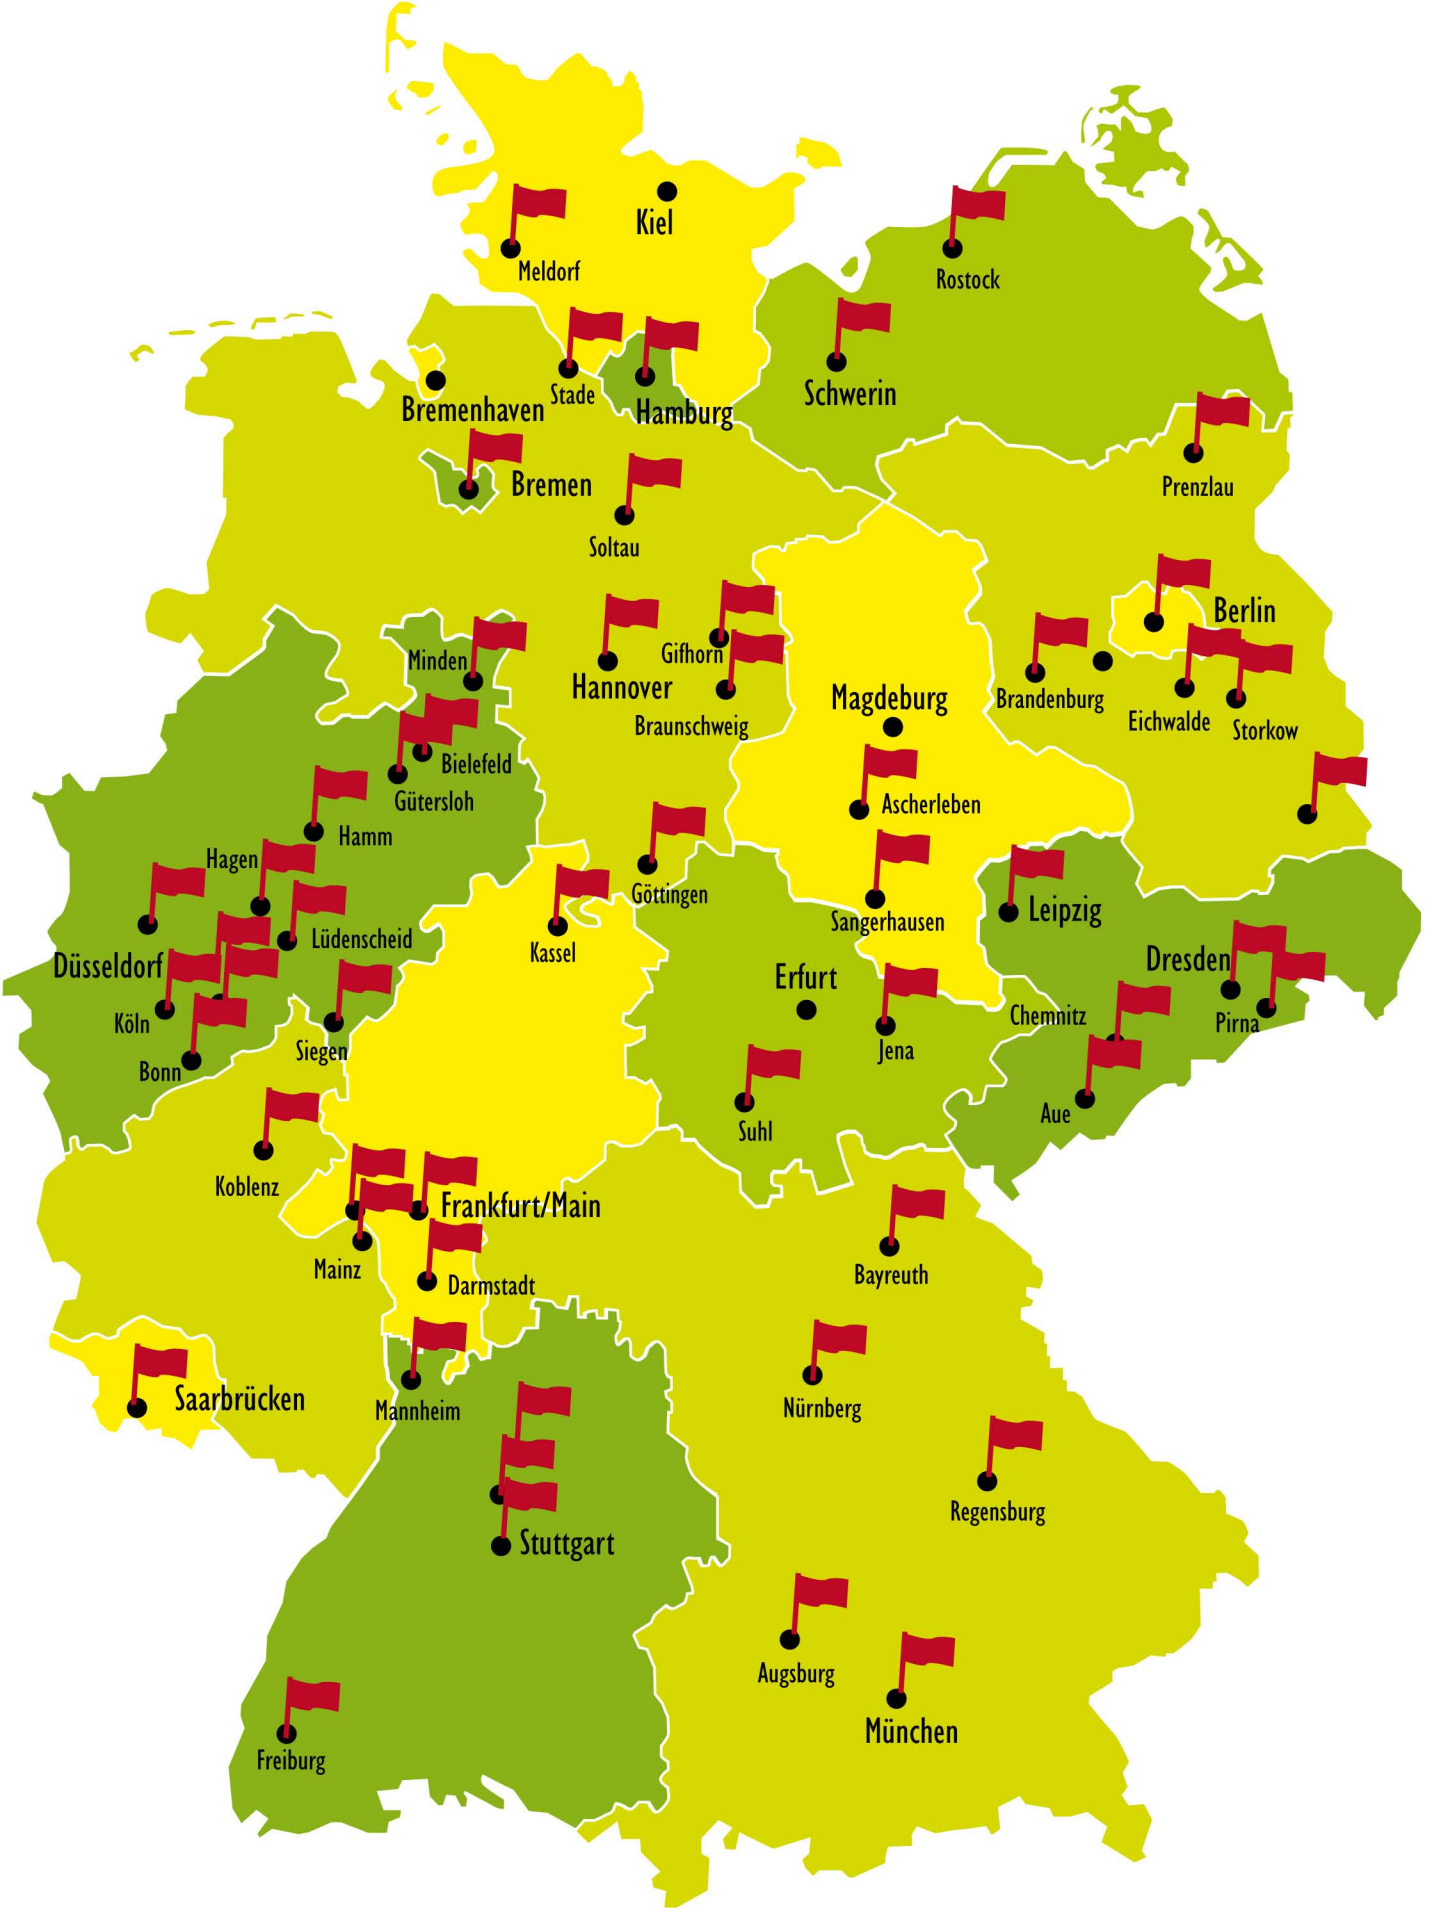 Kiel
Meldorf
Rostock
Schwerin
Stade
Bremenhaven
Hamburg
Bremen
Prenzlau
Soltau
Berlin
Gifhorn
Minden
Hannover
Magdeburg
Brandenburg
Braunschweig
Eichwalde
Storkow
Bielefeld
Gütersloh
Ascherleben
Hamm
Hagen
Göttingen
Leipzig
Sangerhausen
Lüdenscheid
Kassel
Dresden
Düsseldorf
Erfurt
Chemnitz
Köln
Pirna
Siegen
Jena
Bonn
Aue
Suhl
Koblenz
Frankfurt/Main
Mainz
Bayreuth
Darmstadt
Saarbrücken
Mannheim
Nürnberg
Regensburg
Stuttgart
Augsburg
München
Freiburg